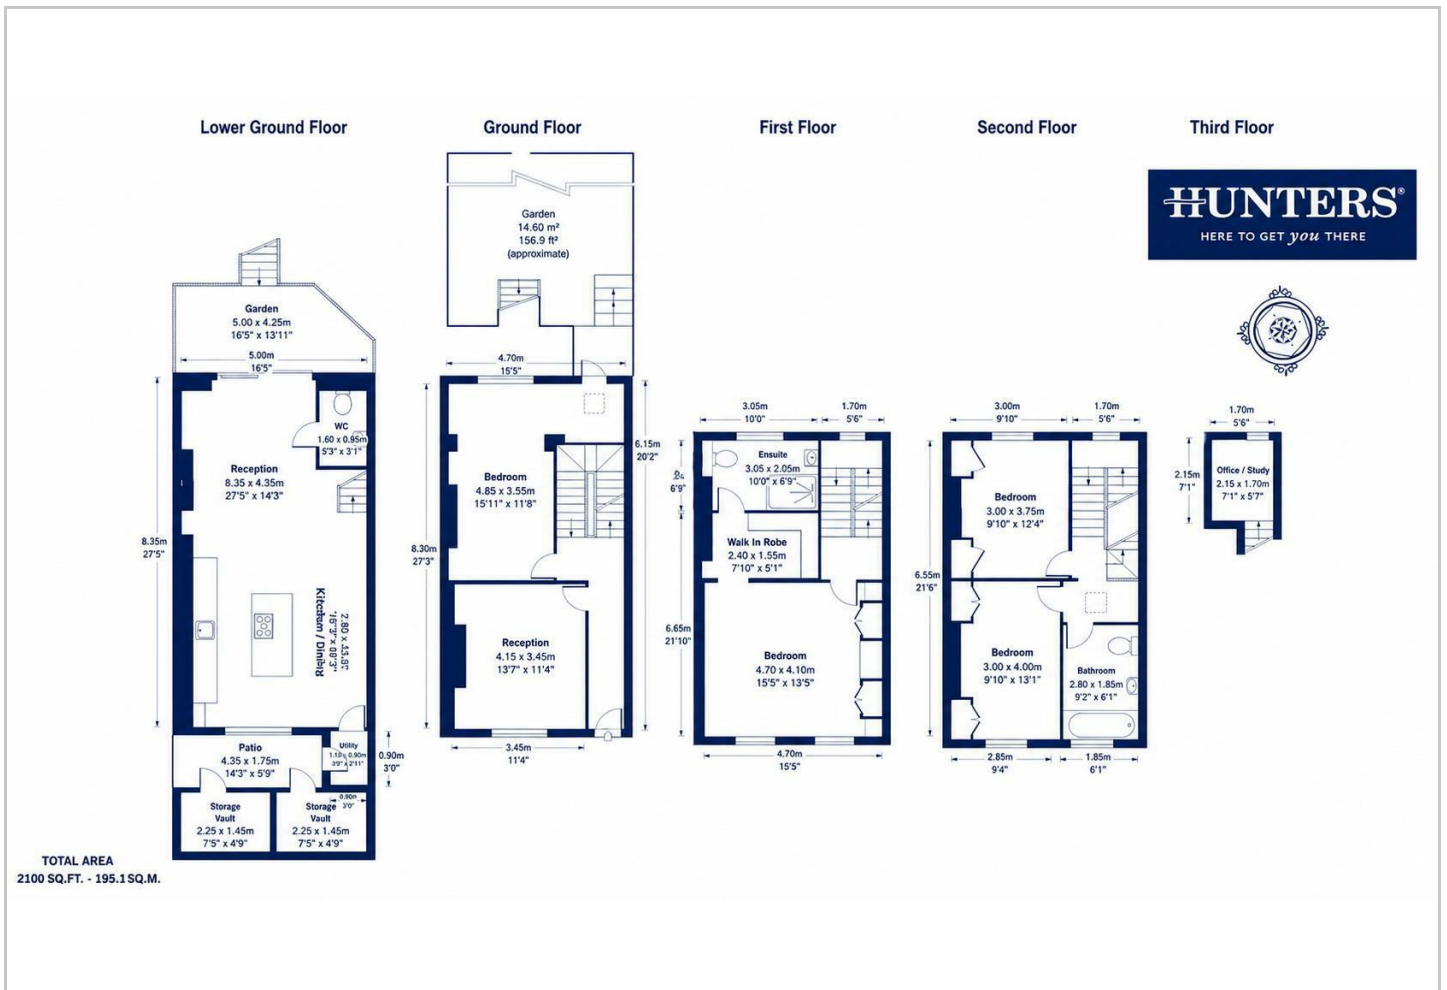 Lower Ground Floor
Ground Floor
First Floor
Second Floor
Third Floor
HUNTERS®
HERE TO GET you THERE
Garden
5.00 x 4.25m
16'5" x 13'11"
5.00m
16'5"
WC
1.60 x 0.95m
5'3" x 3'1"
Reception
8.35 x 4.35m
27'5" x 14'3"
8.35m
27'5"
Patio
4.35 x 1.75m
14'3" x 5'9"
Utility
0.90m
3'0"
0.90m
3'0"
Storage
Vault
2.25 x 1.45m
7'5" x 4'9"
Storage
Vault
2.25 x 1.45m
7'5" x 4'9"
TOTAL AREA
2100 SQ.FT. - 195.1 SQ.M.
Garden
14.60 m²
156.9 ft²
(approximate)
4.70m
15'5"
6.15m
20'2"
Bedroom
4.85 x 3.55m
15'11" x 11'8"
8.30m
27'3"
Reception
4.15 x 3.45m
13'7" x 11'4"
3.45m
11'4"
3.05m
10'0"
1.70m
5'6"
Ensuite
3.05 x 2.05m
10'0" x 6'9"
6'9"
Walk In Robe
2.40 x 1.55m
7'10" x 5'1"
6.65m
21'10"
Bedroom
4.70 x 4.10m
15'5" x 13'5"
4.70m
15'5"
3.00m
9'10"
1.70m
5'6"
Bedroom
3.00 x 3.75m
9'10" x 12'4"
6.55m
21'6"
Bedroom
3.00 x 4.00m
9'10" x 13'1"
Bathroom
2.80 x 1.85m
9'2" x 6'1"
2.85m
9'4"
1.85m
6'1"
1.70m
5'6"
2.15m
7'1"
Office / Study
2.15 x 1.70m
7'1" x 5'7"